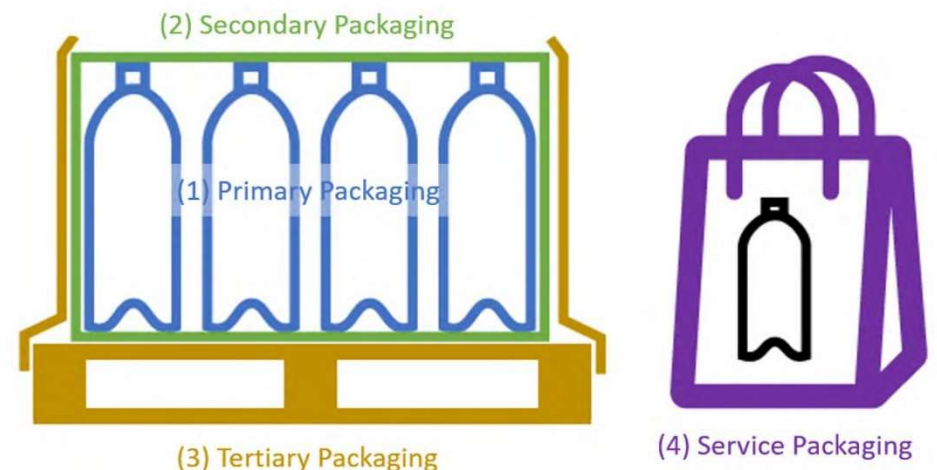 (2) Secondary Packaging
(1) Primary Packaging
(3) Tertiary Packaging
(4) Service Packaging